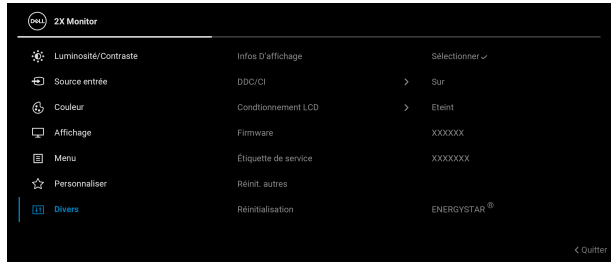 DELL 2X Monitor
Luminosité/Contraste Infos D'affichage Sélectionner
Source entrée DDC/CI > Sur
Couleur Condtionnement LCD > Eteint
Affichage Firmware XXXXXX
Menu Étiquette de service XXXXXXX
Personnaliser Réinit. autres
Divers Réinitialisation ENERGYSTAR ®
< Quitter